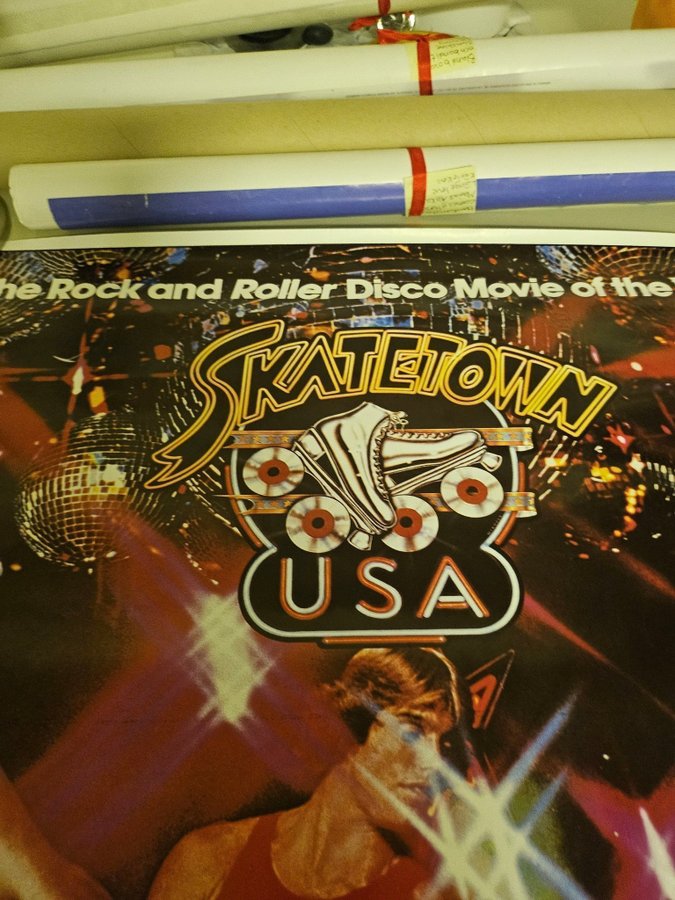 he Rock and Roller Disco Movie of the
SKATETOWN
USA